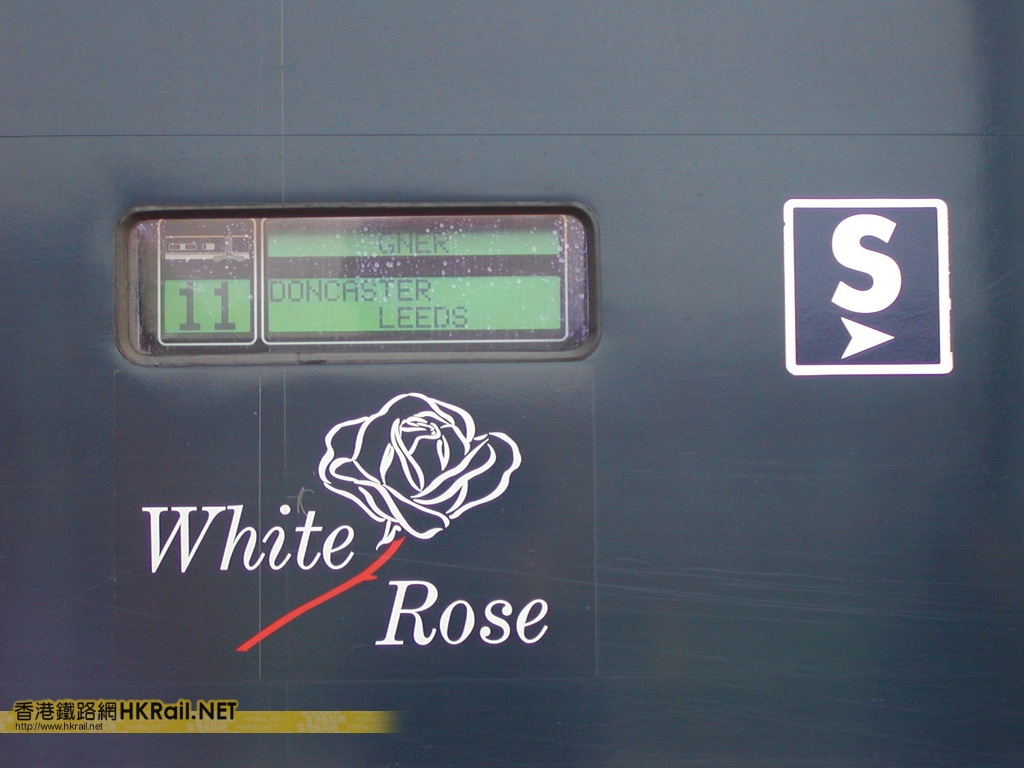 GNER
11
DONCASTER
LEEDS
S
White
Rose
香港鐵路網HKRail.NET
http://www.hkrail.net